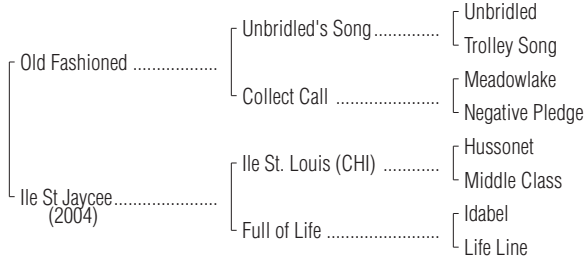 Unbridled
Unbridled's Song..............
Trolley Song
Old Fashioned ..................
Meadowlake
Collect Call ......................
Negative Pledge
Hussonet
Ile St. Louis (CHI) ............
Middle Class
Ile St Jaycee......................
(2004)
Idabel
Full of Life ........................
Life Line